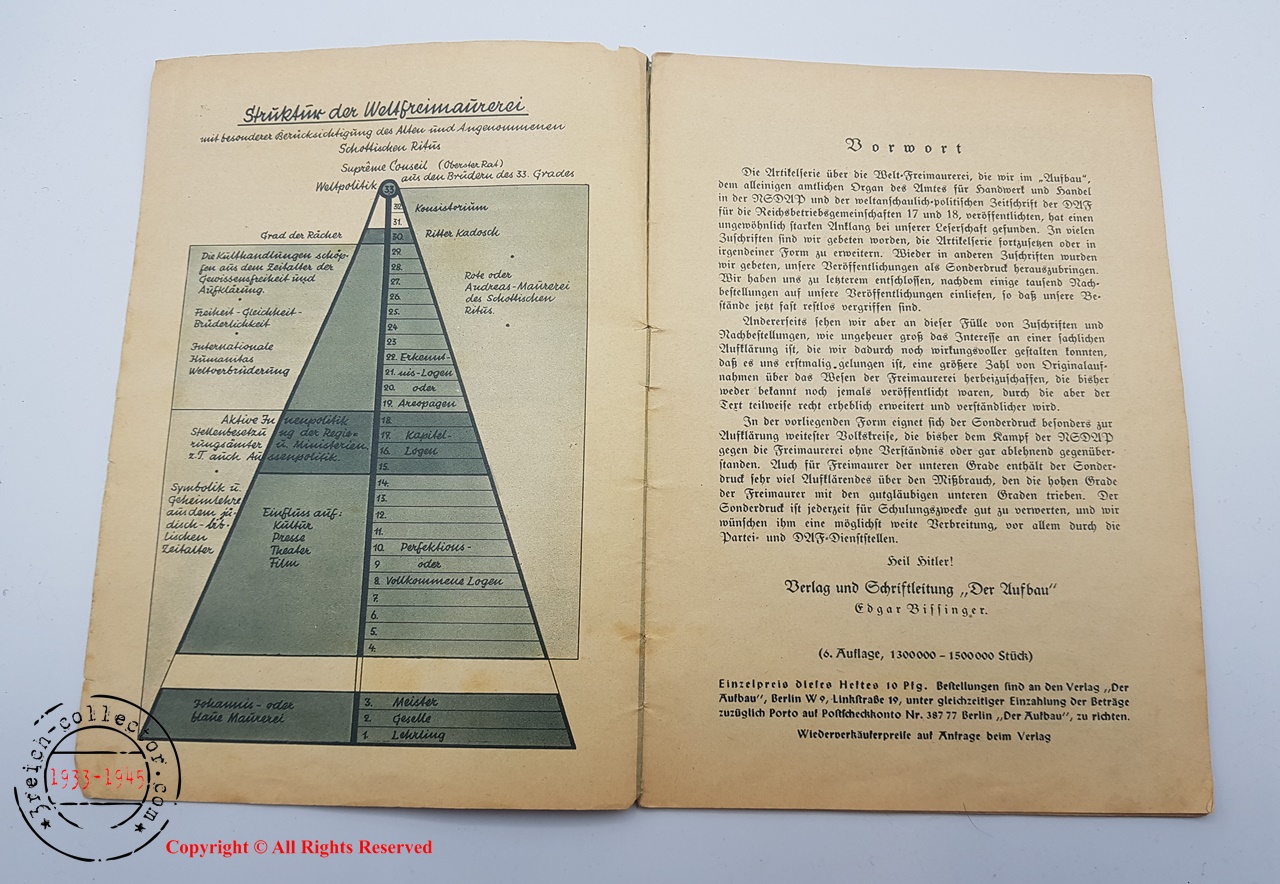 Struktur der Weltfreimaurerei
mit besonderer Berücksichtigung des Alten und Angenommenen
Schottischen Ritus
Suprême Conseil (Oberster Rat)
aus den Brüdern des 33. Grades
Weltpolitik
33
32. Konsistorium
31.
Grad der Rächer
30. Ritter Kadosch
Die Kulthandlungen schöp-
fen aus dem Zeitalter der
Gewissensfreiheit und
Aufklärung.
Freiheit-Gleichheit-
Brüderlichkeit
Internationale
Humanitas
Weltverbrüderung
29.
28.
27.
26.
25.
24
23
22. Erkennt-
21. nis-Logen
20. oder
19. Areopagen
Rote oder
Andreas-Maurerei
des Schottischen
Ritus.
Aktive Innenpolitik
Stellenbesetzung der Regie=
rungsämter u. Ministerien.
z.T. auch Aussenpolitik.
18.
17. Kapitel-
16. Logen
15.
Symbolik u.
Geheimlehre
aus dem jü-
disch-bib-
lischen
Zeitalter
Einfluss auf:
Kultur
Presse
Theater
Film
14.
13.
12.
11.
10. Perfektions-
9 oder
8. Vollkommene Logen
7.
6.
5.
4.
Johannis- oder
blaue Maurerei
3. Meister
2. Geselle
1 Lehrling
Vorwort
Die Artikelserie über die Welt-Freimaurerei, die wir im „Aufbau“,
dem alleinigen amtlichen Organ des Amtes für Handwerk und Handel
in der NSDAP und der weltanschaulich-politischen Zeitschrift der DAF
für die Reichsbetriebsgemeinschaften 17 und 18, veröffentlichten, hat einen
ungewöhnlich starken Anklang bei unserer Leserschaft gefunden. In vielen
Zuschriften sind wir gebeten worden, die Artikelserie fortzusetzen oder in
irgendeiner Form zu erweitern. Wieder in anderen Zuschriften wurden
wir gebeten, unsere Veröffentlichungen als Sonderdruck herauszubringen.
Wir haben uns zu letzterem entschlossen, nachdem einige tausend Nach-
bestellungen auf unsere Veröffentlichungen einliefen, so daß unsere Be-
stände jetzt fast restlos vergriffen sind.
Andererseits sehen wir aber an dieser Fülle von Zuschriften und
Nachbestellungen, wie ungeheuer groß das Interesse an einer sachlichen
Aufklärung ist, die wir dadurch noch wirkungsvoller gestalten konnten,
daß es uns erstmalig gelungen ist, eine größere Zahl von Originalauf-
nahmen über das Wesen der Freimaurerei herbeizuschaffen, die bisher
weder bekannt noch jemals veröffentlicht waren, durch die aber der
Text teilweise recht erheblich erweitert und verständlicher wird.
In der vorliegenden Form eignet sich der Sonderdruck besonders zur
Aufklärung weitester Volkskreise, die bisher dem Kampf der NSDAP
gegen die Freimaurerei ohne Verständnis oder gar ablehnend gegenüber-
standen. Auch für Freimaurer der unteren Grade enthält der Sonder-
druck sehr viel Aufklärendes über den Mißbrauch, den die hohen Grade
der Freimaurer mit den gutgläubigen unteren Graden trieben. Der
Sonderdruck ist jederzeit für Schulungszwecke gut zu verwerten, und wir
wünschen ihm eine möglichst weite Verbreitung, vor allem durch die
Partei- und DAF-Dienststellen.
Heil Hitler!
Verlag und Schriftleitung „Der Aufbau“
Edgar Bissinger.
(6. Auflage, 1300000 – 1500000 Stück)
Einzelpreis dieses Heftes 10 Pfg. Bestellungen sind an den Verlag „Der
Aufbau“, Berlin W 9, Linkstraße 19, unter gleichzeitiger Einzahlung der Beträge
zuzüglich Porto auf Postscheckkonto Nr. 387 77 Berlin „Der Aufbau“, zu richten.
Wiederverkäuferpreise auf Anfrage beim Verlag
3reich-collector.com
1933-1945
Copyright © All Rights Reserved